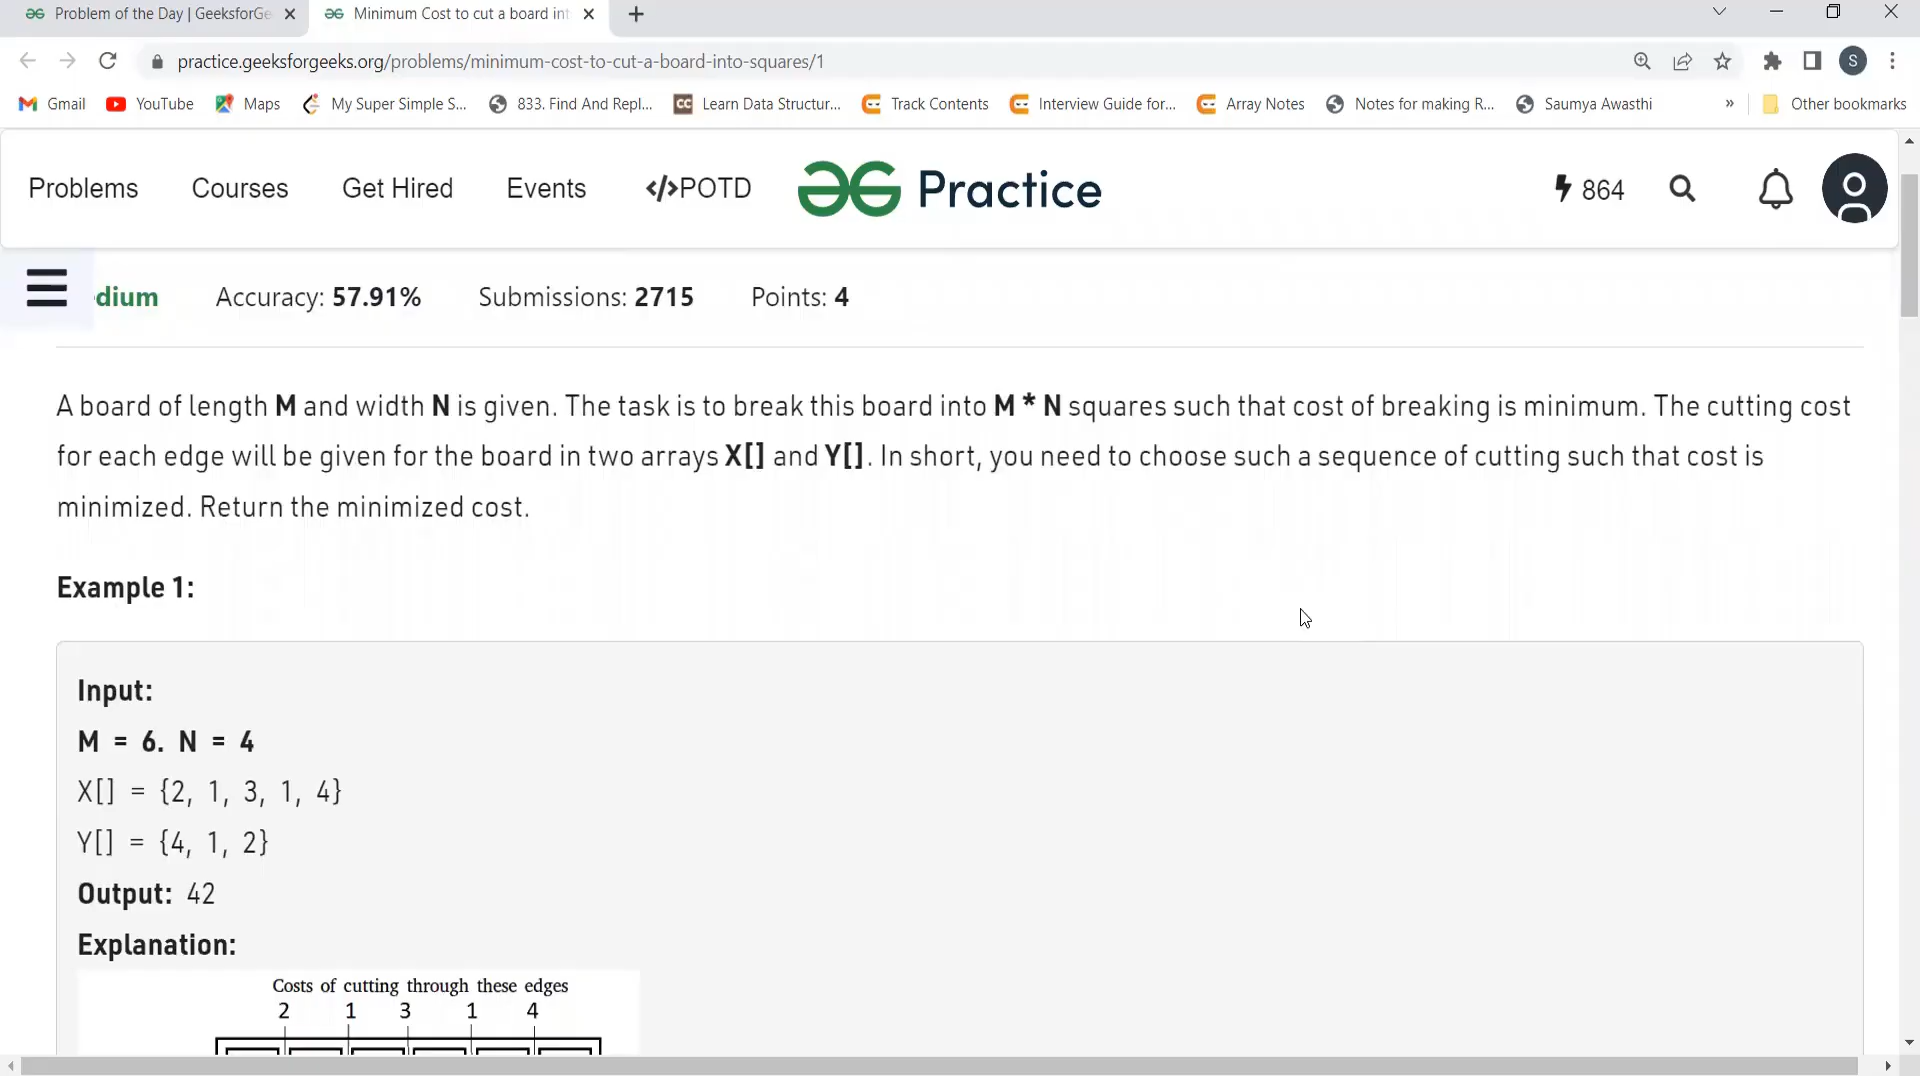 Problem of the Day | GeeksforGe
Minimum Cost to cut a board int
practice.geeksforgeeks.org/problems/minimum-cost-to-cut-a-board-into-squares/1
S
Gmail YouTube Maps My Super Simple S... 833. Find And Repl... Learn Data Structur... Track Contents Interview Guide for... Array Notes Notes for making R... Saumya Awasthi » Other bookmarks
Problems Courses Get Hired Events </>POTD Practice 864
dium Accuracy: 57.91% Submissions: 2715 Points: 4
A board of length M and width N is given. The task is to break this board into M * N squares such that cost of breaking is minimum. The cutting cost
for each edge will be given for the board in two arrays X[] and Y[]. In short, you need to choose such a sequence of cutting such that cost is
minimized. Return the minimized cost.
Example 1:
Input:
M = 6. N = 4
X[] = {2, 1, 3, 1, 4}
Y[] = {4, 1, 2}
Output: 42
Explanation:
Costs of cutting through these edges
2 1 3 1 4